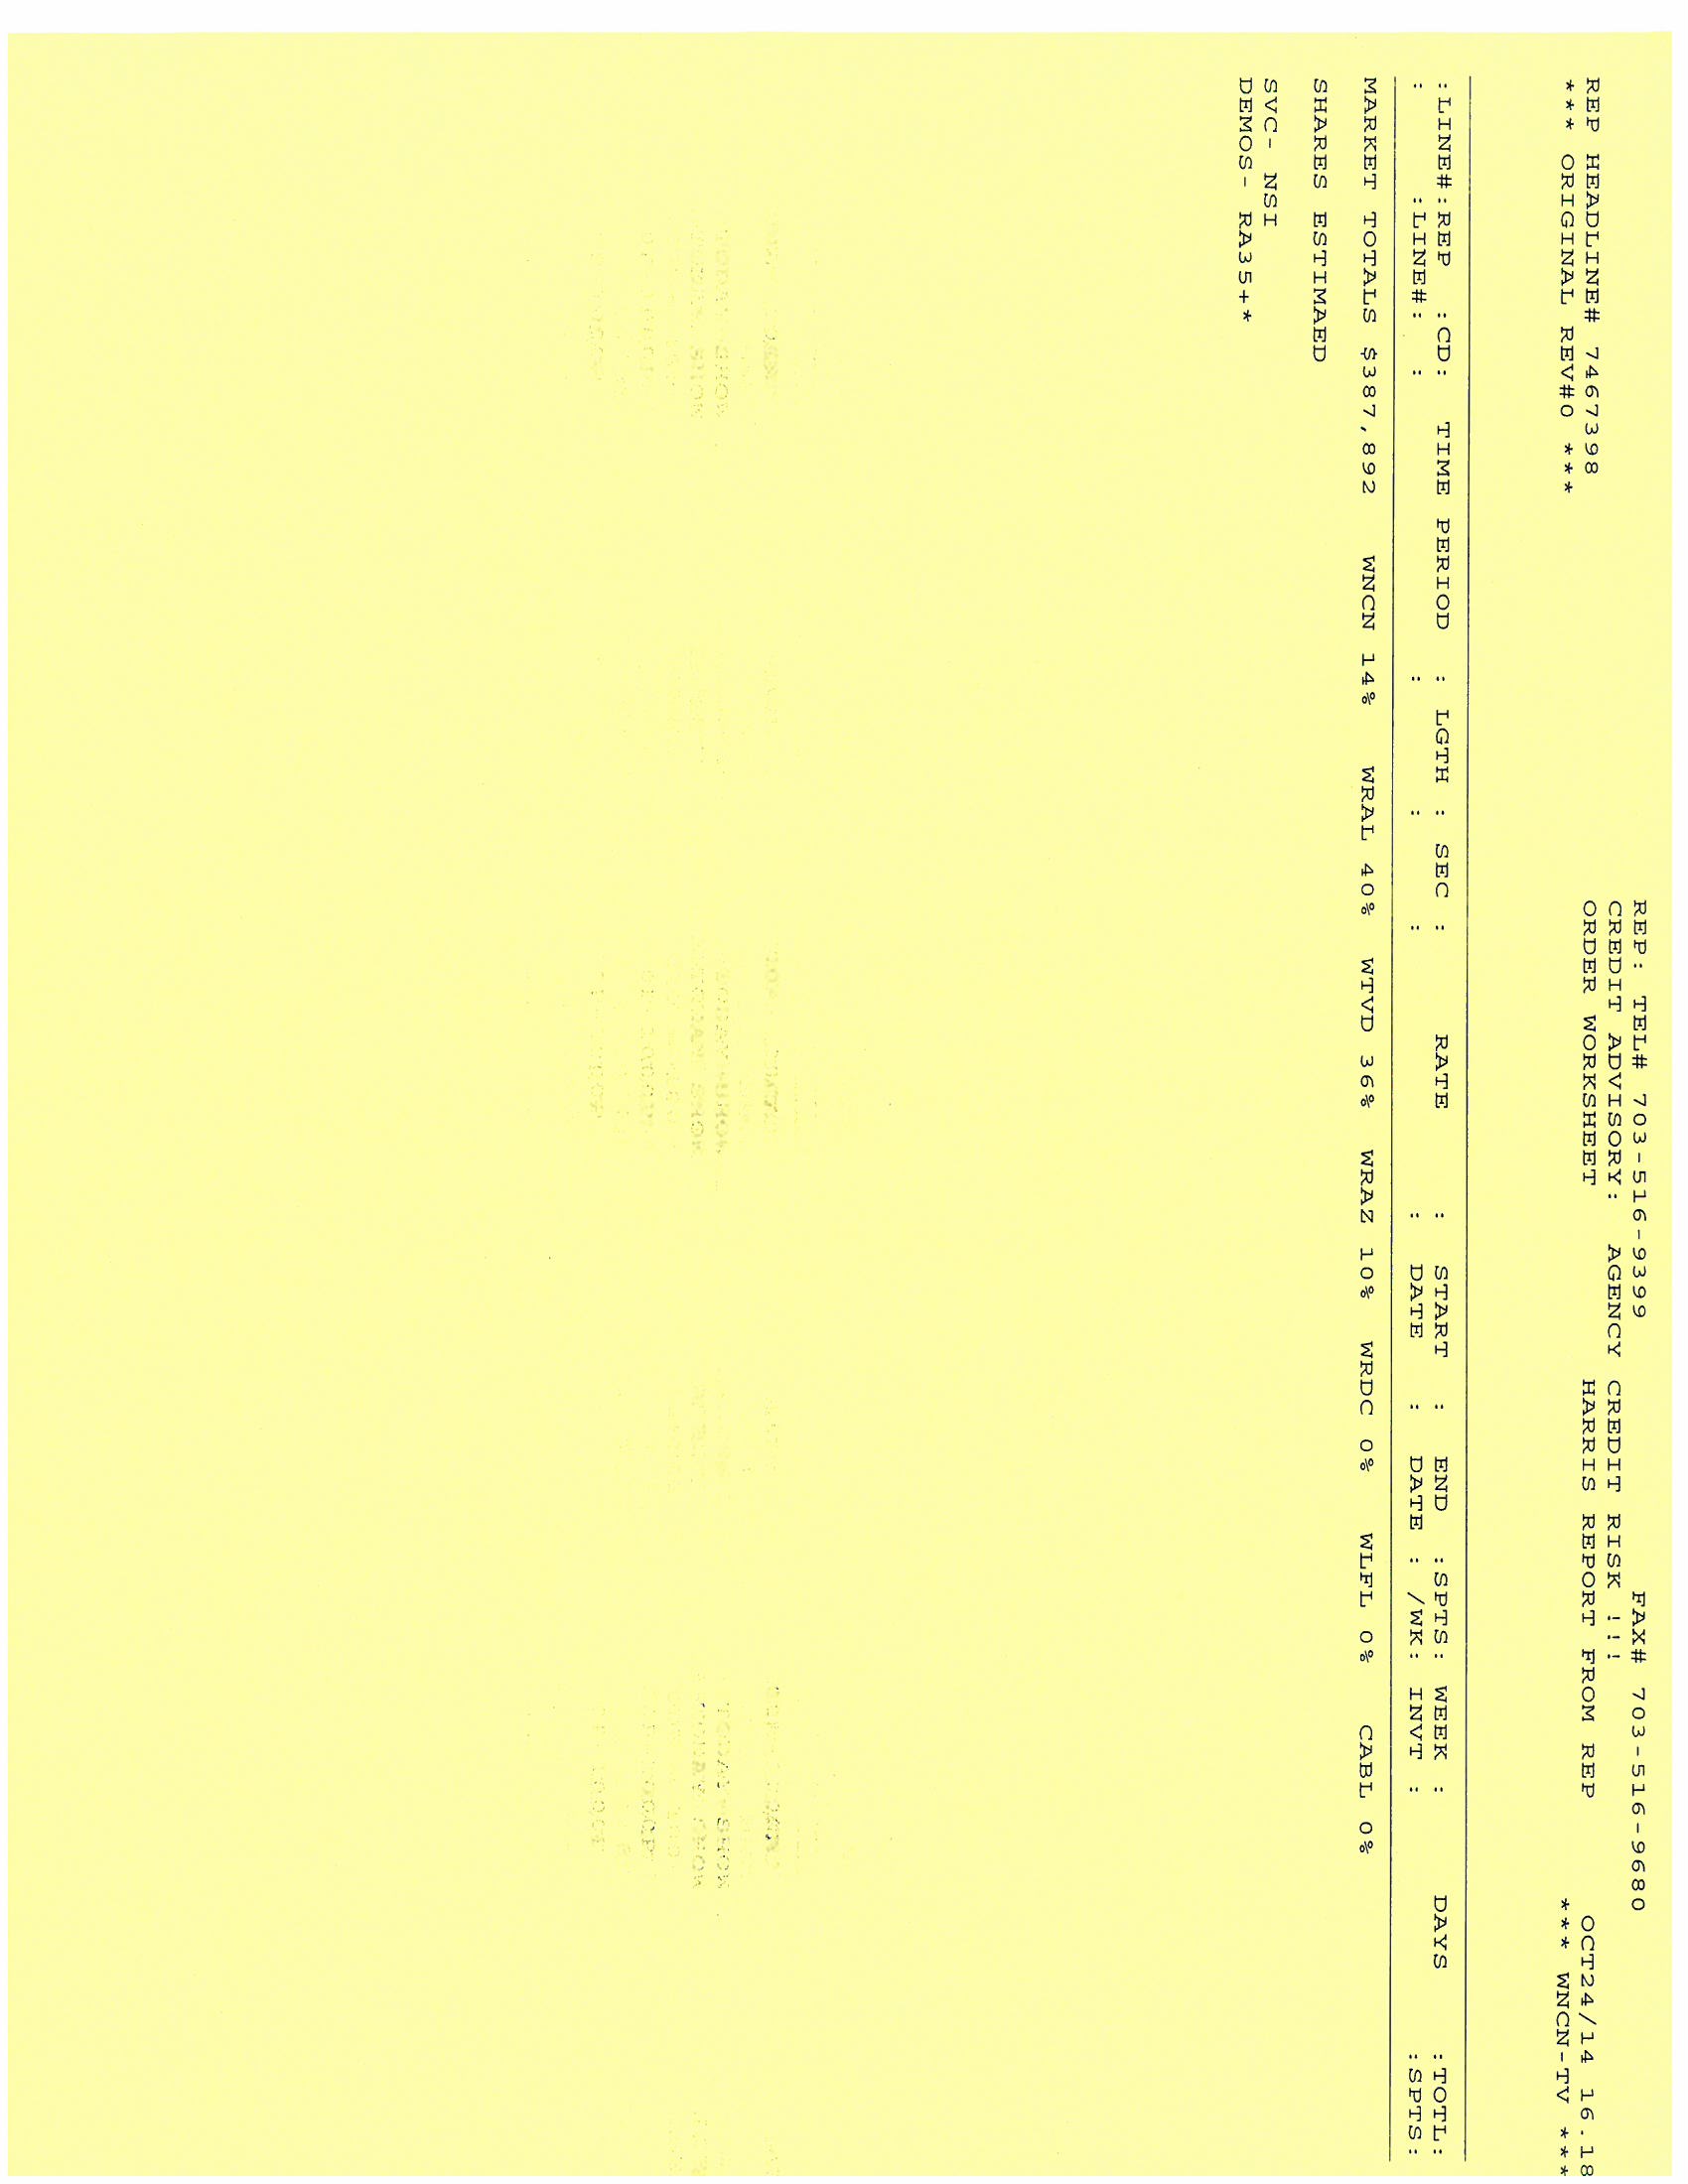 REP: TEL# 703-516-9399 FAX# 703-516-9680
CREDIT ADVISORY: AGENCY CREDIT RISK !!!
ORDER WORKSHEET HARRIS REPORT FROM REP OCT24/14 16.18
REP HEADLINE# 7467398 *** WNCN-TV ***
*** ORIGINAL REV#0 ***
:LINE#:REP :CD: TIME PERIOD : LGTH : SEC : RATE : START : END :SPTS: WEEK : DAYS :TOTL:
: :LINE#: : : : : : DATE : DATE : /WK: INVT : :SPTS:
MARKET TOTALS $387,892 WNCN 14% WRAL 40% WTVD 36% WRAZ 10% WRDC 0% WLFL 0% CABL 0%
SHARES ESTIMAED
SVC- NSI
DEMOS- RA35+*